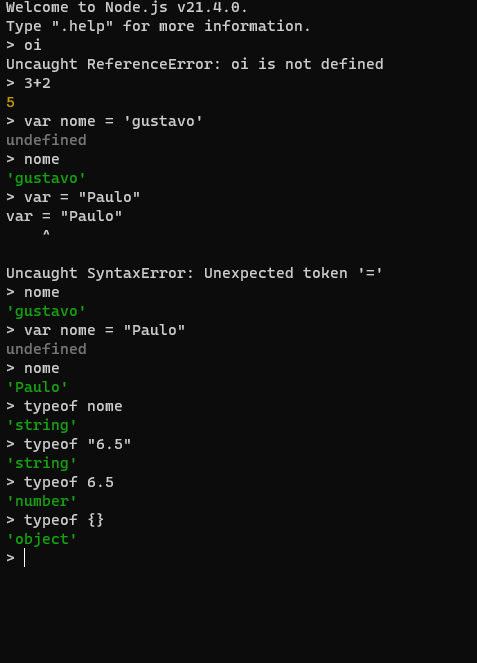 Welcome to Node.js v21.4.0.
Type ".help" for more information.
> oi
Uncaught ReferenceError: oi is not defined
> 3+2
5
> var nome = 'gustavo'
undefined
> nome
'gustavo'
> var = "Paulo"
var = "Paulo"
    ^
Uncaught SyntaxError: Unexpected token '='
> nome
'gustavo'
> var nome = "Paulo"
undefined
> nome
'Paulo'
> typeof nome
'string'
> typeof "6.5"
'string'
> typeof 6.5
'number'
> typeof {}
'object'
>